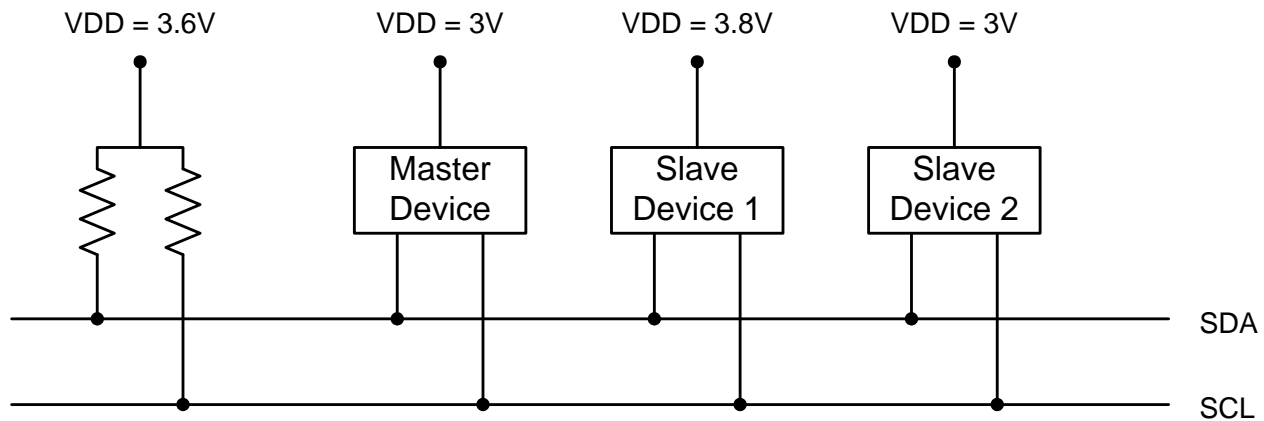 VDD = 3.6V
VDD = 3V
VDD = 3.8V
VDD = 3V
Master
Device
Slave
Device 1
Slave
Device 2
SDA
SCL